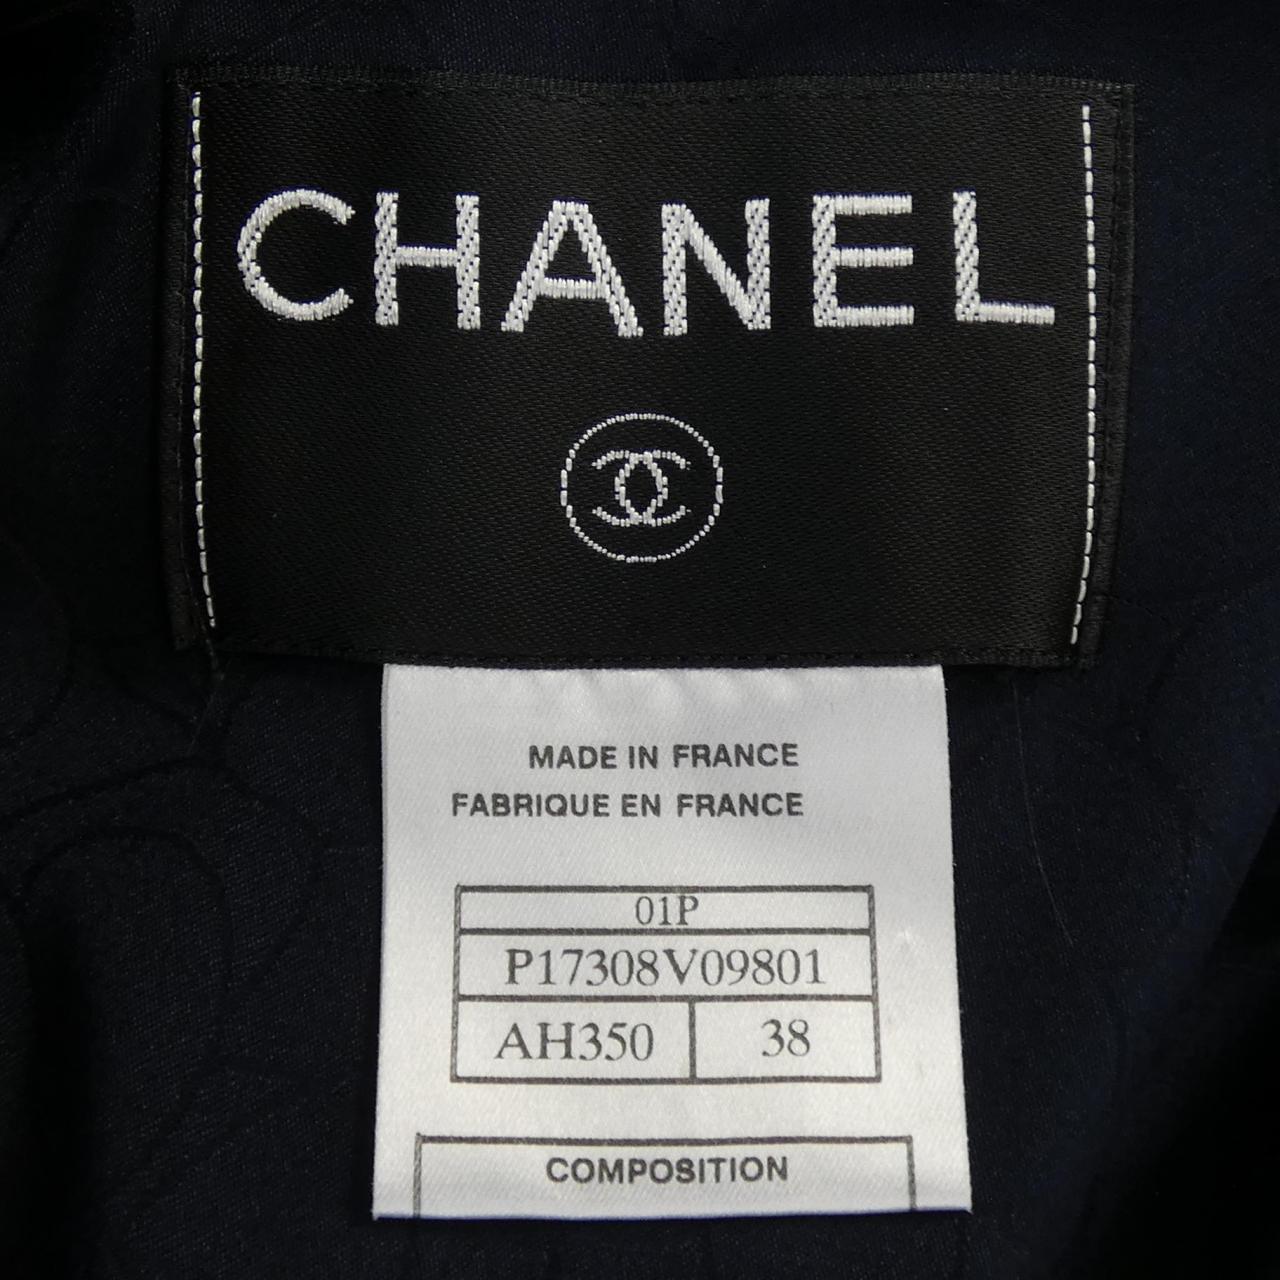 CHANEL
MADE IN FRANCE
FABRIQUE EN FRANCE
01P
P17308V09801
AH350 38
COMPOSITION